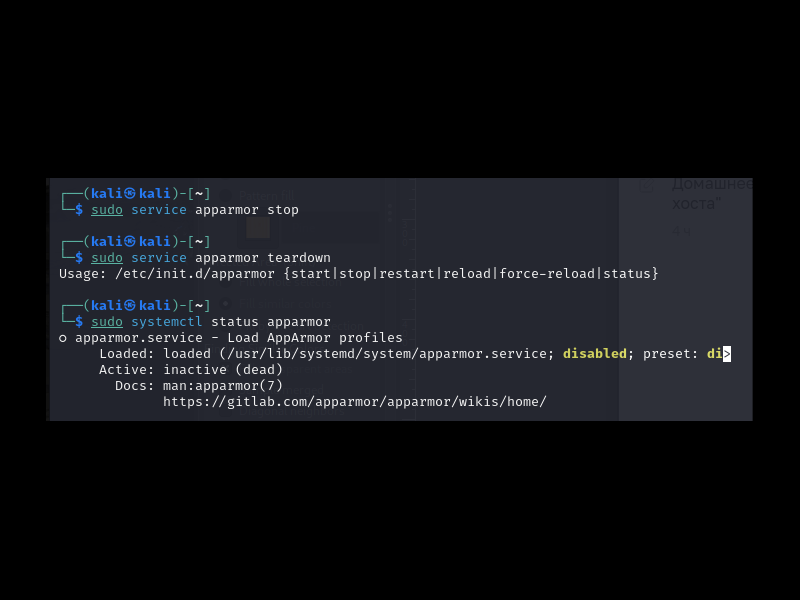 ┌──(kali㉿kali)-[~]
└─$ sudo service apparmor stop
┌──(kali㉿kali)-[~]
└─$ sudo service apparmor teardown
Usage: /etc/init.d/apparmor {start|stop|restart|reload|force-reload|status}
┌──(kali㉿kali)-[~]
└─$ sudo systemctl status apparmor
○ apparmor.service - Load AppArmor profiles
Loaded: loaded (/usr/lib/systemd/system/apparmor.service; disabled; preset: di>
Active: inactive (dead)
Docs: man:apparmor(7)
https://gitlab.com/apparmor/apparmor/wikis/home/
Домашнее
хоста"